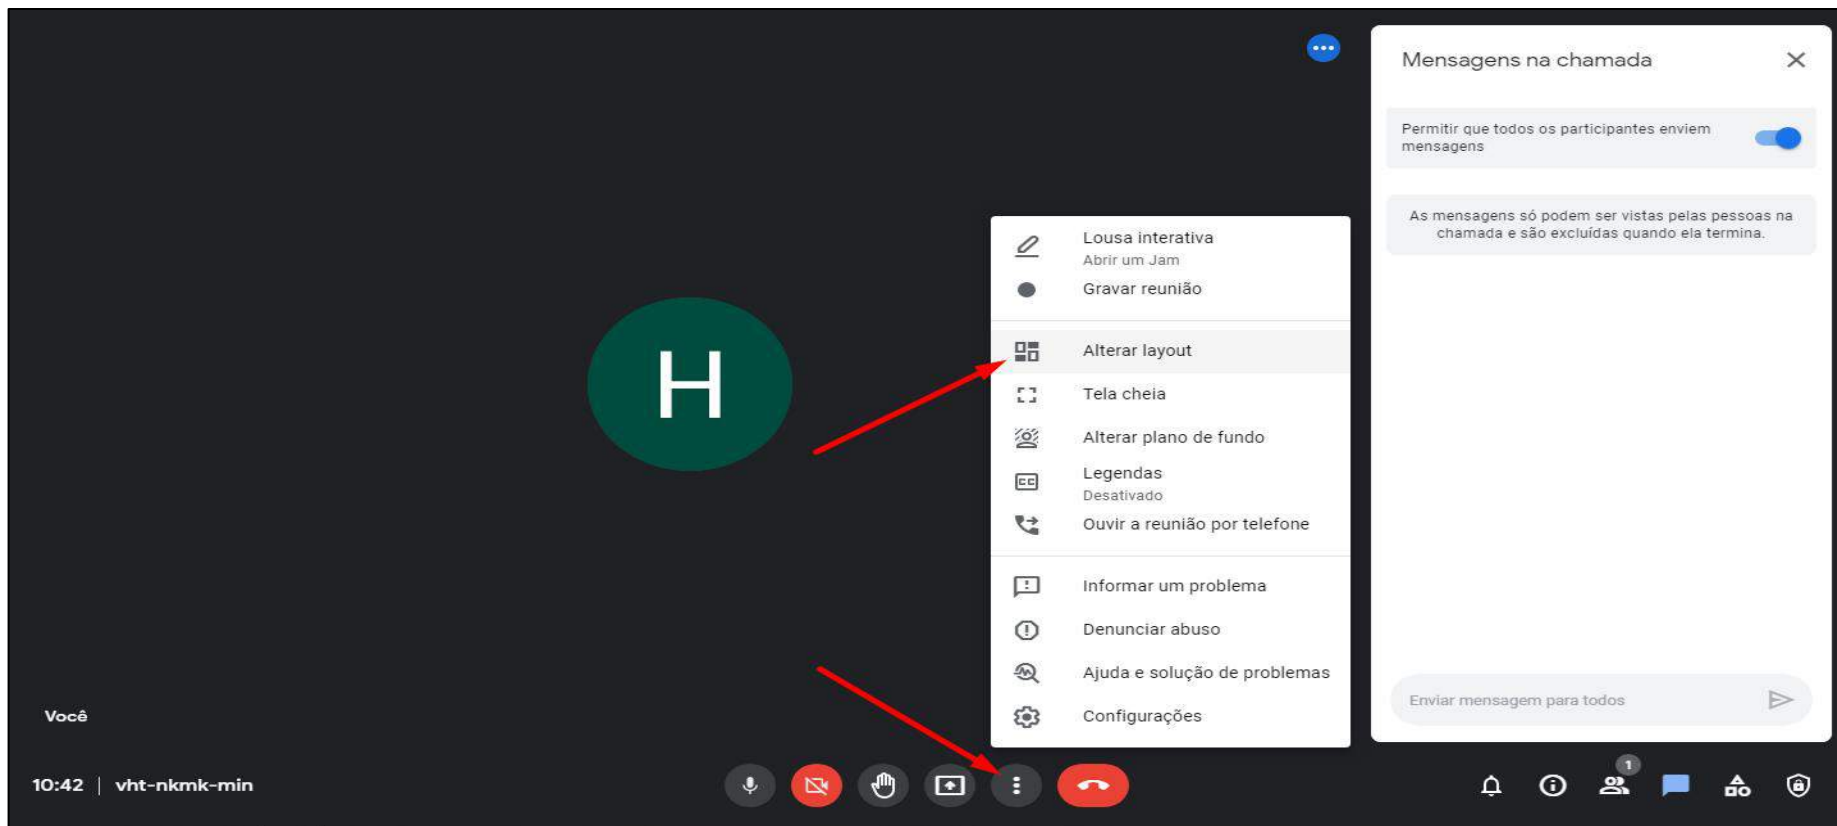 Mensagens na chamada
Permitir que todos os participantes enviem
mensagens
As mensagens só podem ser vistas pelas pessoas na
chamada e são excluídas quando ela termina.
Lousa interativa
Abrir um Jam
Gravar reunião
Alterar layout
Tela cheia
Alterar plano de fundo
Legendas
Desativado
Ouvir a reunião por telefone
Informar um problema
Denunciar abuso
Ajuda e solução de problemas
Configurações
H
Enviar mensagem para todos
Você
10:42 | vht-nkmk-min
1